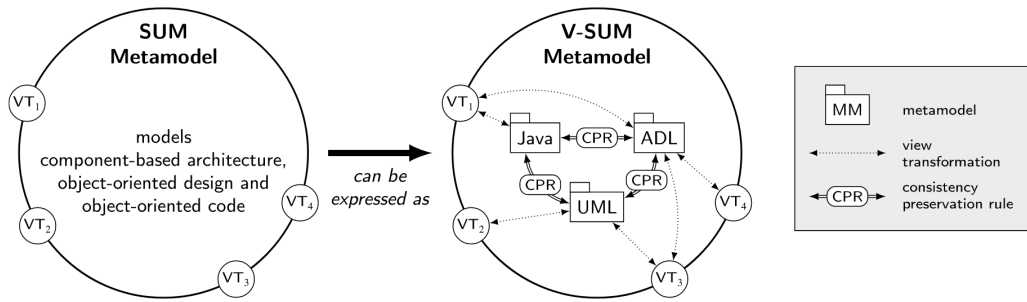 SUM
Metamodel
VT1
models
component-based architecture,
object-oriented design and
object-oriented code
VT2
VT4
VT3
can be
expressed as
V-SUM
Metamodel
VT1
Java
CPR
ADL
CPR
CPR
UML
VT2
VT4
VT3
MM
metamodel
view
transformation
CPR
consistency
preservation rule